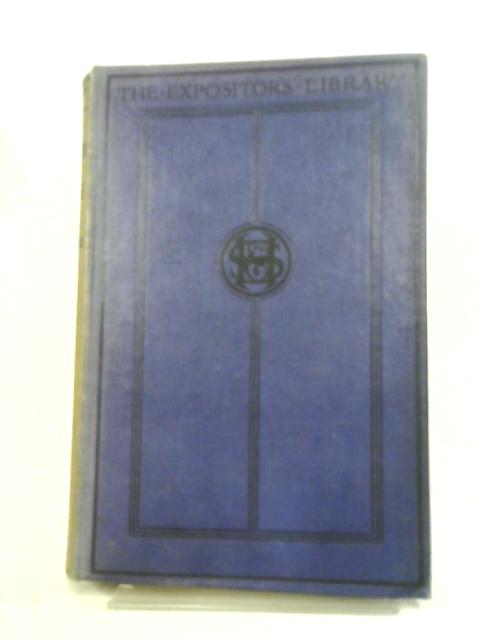 THE · EXPOSITOR'S · LIBRARY
H&S